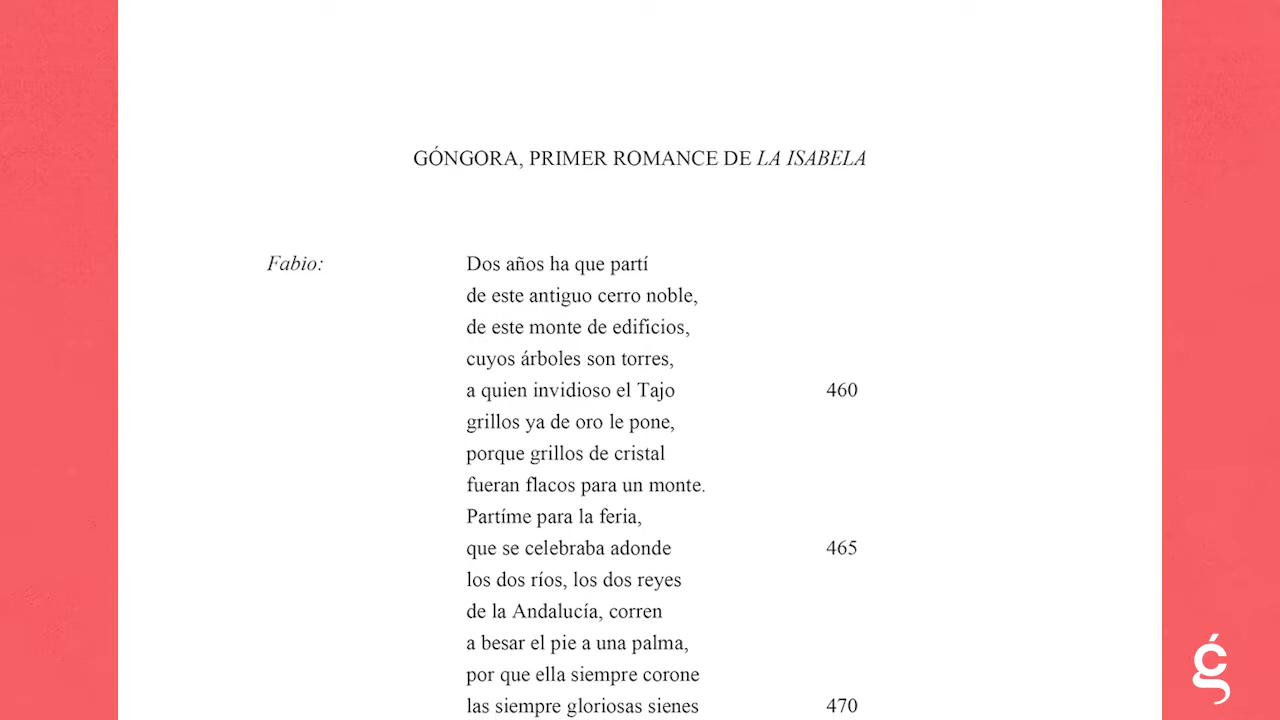 GÓNGORA, PRIMER ROMANCE DE LA ISABELA
Fabio: Dos años ha que partí
de este antiguo cerro noble,
de este monte de edificios,
cuyos árboles son torres,
a quien invidioso el Tajo 460
grillos ya de oro le pone,
porque grillos de cristal
fueran flacos para un monte.
Partíme para la feria,
que se celebraba adonde 465
los dos ríos, los dos reyes
de la Andalucía, corren
a besar el pie a una palma,
por que ella siempre corone
las siempre gloriosas sienes 470